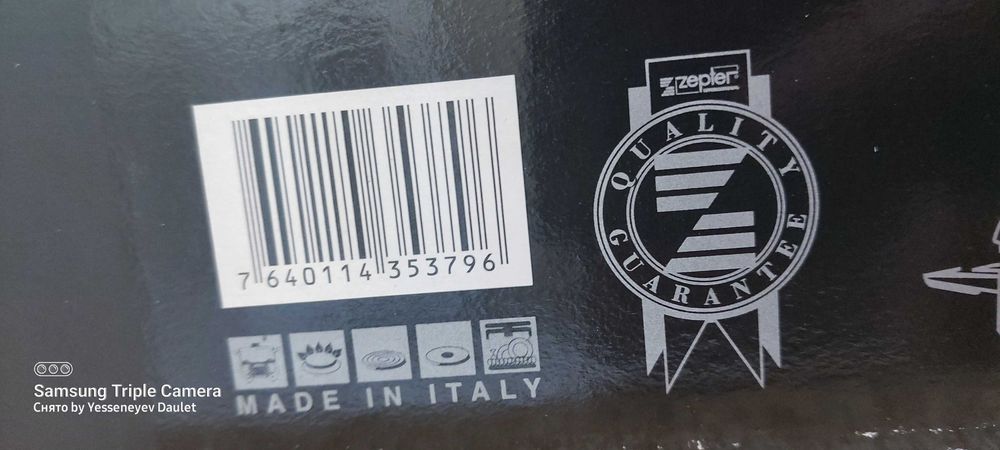 zepter
QUALITY
GUARANTEE
7 640114 353796
MADE IN ITALY
Samsung Triple Camera
Снято by Yesseneyev Daulet